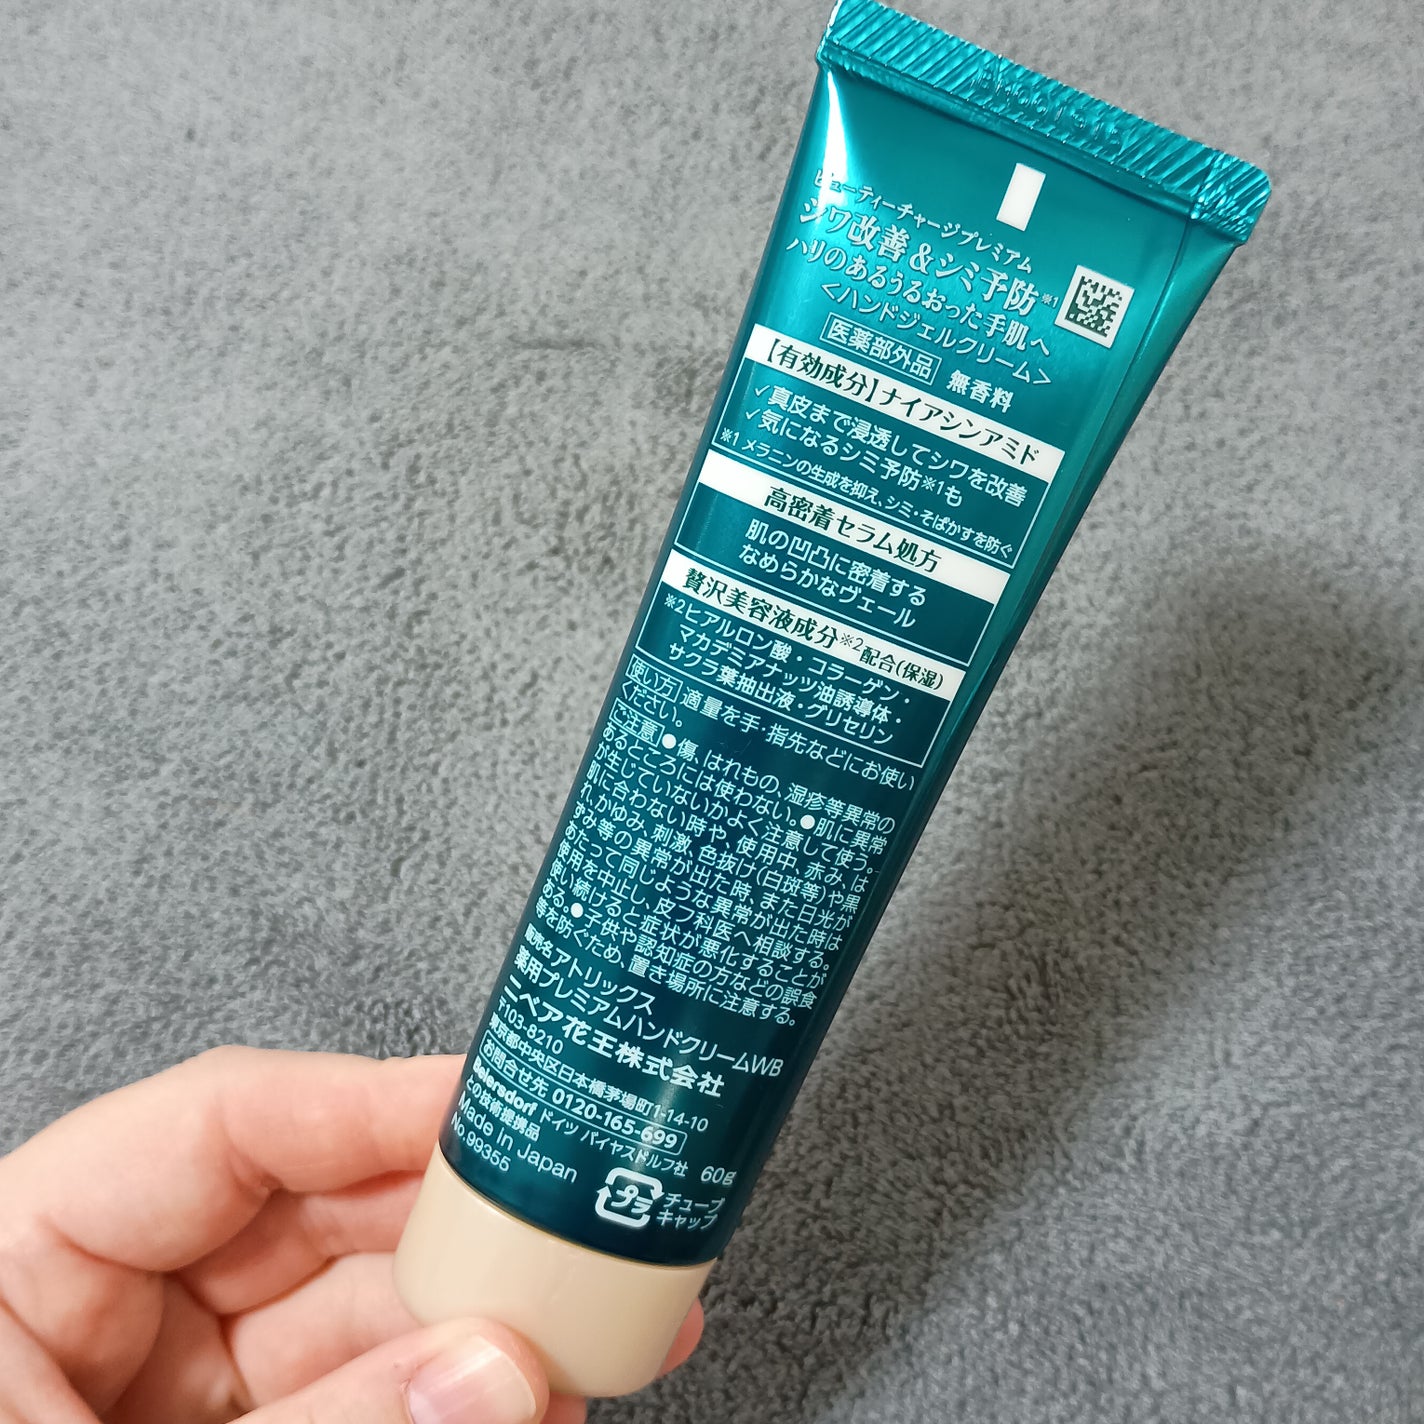 ビューティーチャージプレミアム
シワ改善&シミ予防※1
ハリのあるうるおった手肌へ
<ハンドジェルクリーム>
医薬部外品 無香料
【有効成分】ナイアシンアミド
✓真皮まで浸透してシワを改善
✓気になるシミ予防※1も
※1 メラニンの生成を抑え、シミ・そばかすを防ぐ
高密着セラム処方
肌の凹凸に密着する
なめらかなヴェール
贅沢美容液成分※2配合(保湿)
※2ヒアルロン酸・コラーゲン・
マカデミアナッツ油誘導体・
サクラ葉抽出液・グリセリン
使い方 適量を手・指先などにお使い
ください。
ご注意 ●傷、はれもの、湿疹等異常の
あるところには使わない。●肌に異常
が生じていないかよく注意して使う。
肌に合わない時や、使用中、赤み、は
れ、かゆみ、刺激、色抜け(白斑等)や黒
ずみ等の異常が出た時、また日光が
あたって同じような異常が出た時は
使用を中止し、皮フ科医へ相談する。
使い続けると症状が悪化することが
ある。●子供や認知症の方などの誤食
等を防ぐため、置き場所に注意する。
販売名 アトリックス
薬用プレミアムハンドクリームWB
ニベア花王株式会社
〒103-8210
東京都中央区日本橋茅場町1-14-10
お問合せ先 0120-165-699
Beiersdorf ドイツ バイヤスドルフ社
との技術提携品
Made in Japan 60g
No.99355
プラ チューブ
キャップ